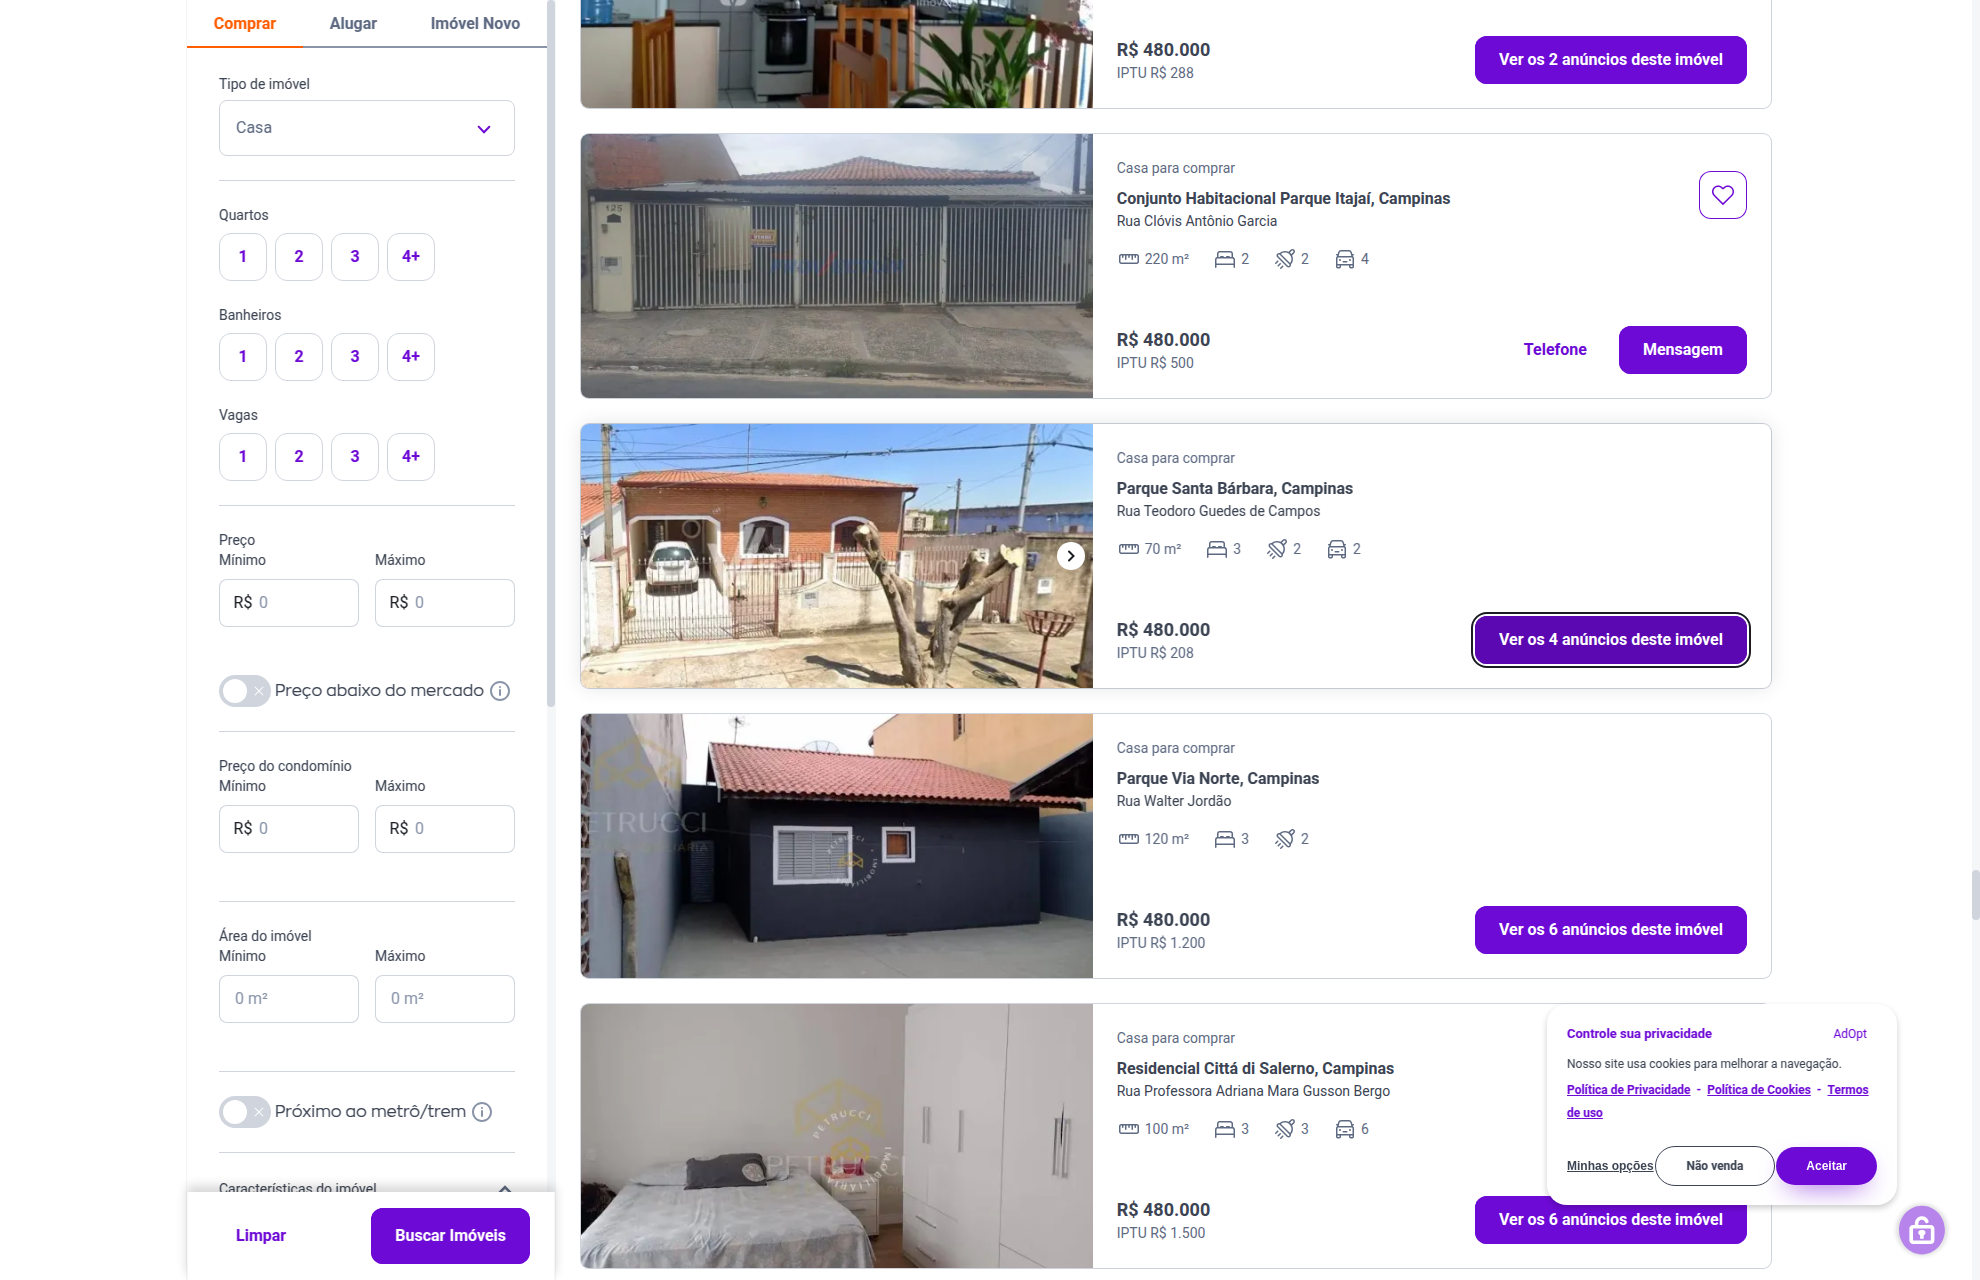 Comprar
Alugar
Imóvel Novo
Tipo de imóvel
Casa
Quartos
1
2
3
4+
Banheiros
1
2
3
4+
Vagas
1
2
3
4+
Preço
Mínimo
Máximo
R$ 0
R$ 0
Preço abaixo do mercado
Preço do condomínio
Mínimo
Máximo
R$ 0
R$ 0
Área do imóvel
Mínimo
Máximo
0 m²
0 m²
Próximo ao metrô/trem
Características do imóvel
Limpar
Buscar Imóveis
R$ 480.000
IPTU R$ 288
Ver os 2 anúncios deste imóvel
125
Casa para comprar
Conjunto Habitacional Parque Itajaí, Campinas
Rua Clóvis Antônio Garcia
220 m²
2
2
4
R$ 480.000
IPTU R$ 500
Telefone
Mensagem
Casa para comprar
Parque Santa Bárbara, Campinas
Rua Teodoro Guedes de Campos
70 m²
3
2
2
R$ 480.000
IPTU R$ 208
Ver os 4 anúncios deste imóvel
ETRUCCI
Casa para comprar
Parque Via Norte, Campinas
Rua Walter Jordão
120 m²
3
2
R$ 480.000
IPTU R$ 1.200
Ver os 6 anúncios deste imóvel
PETRUCCI
Casa para comprar
Residencial Cittá di Salerno, Campinas
Rua Professora Adriana Mara Gusson Bergo
100 m²
3
3
6
R$ 480.000
IPTU R$ 1.500
Ver os 6 anúncios deste imóvel
Controle sua privacidade
AdOpt
Nosso site usa cookies para melhorar a navegação.
Política de Privacidade - Política de Cookies - Termos
de uso
Minhas opções
Não venda
Aceitar